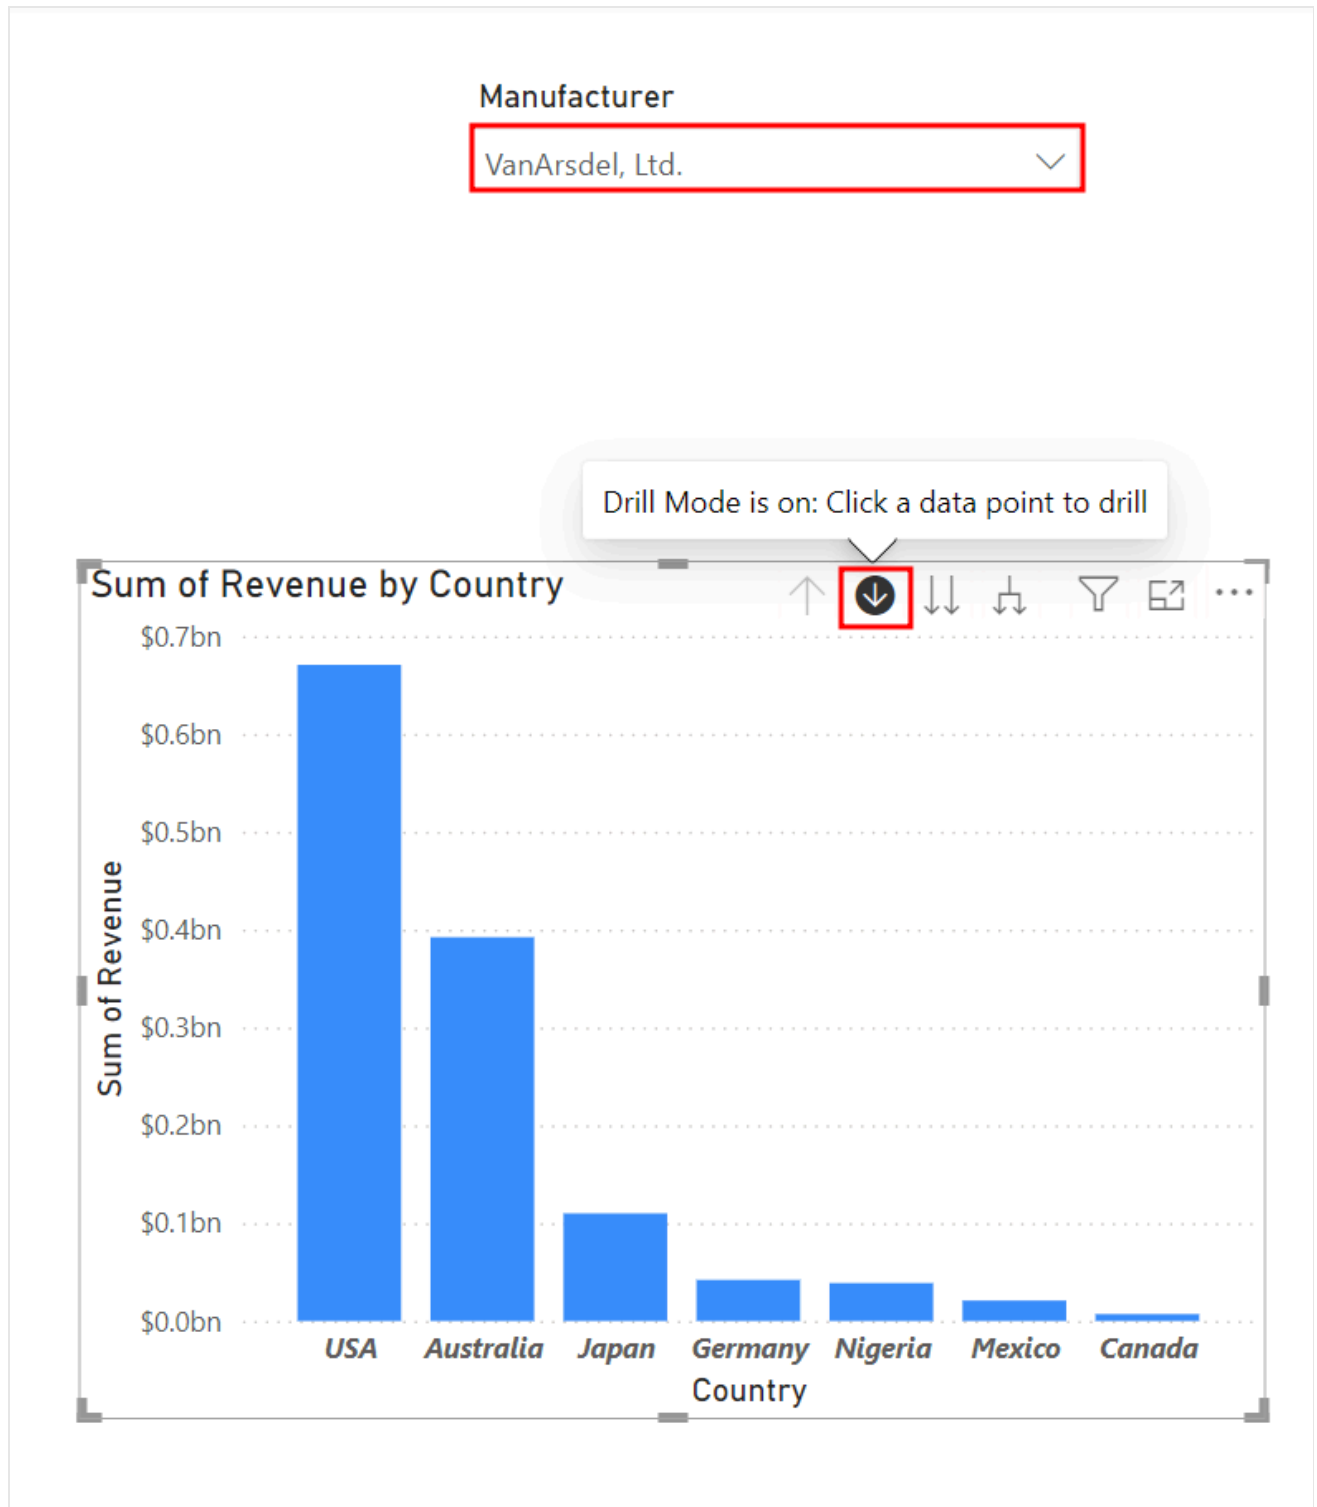 Manufacturer
VanArsdel, Ltd.
Drill Mode is on: Click a data point to drill
Sum of Revenue by Country
$0.7bn
$0.6bn
$0.5bn
$0.4bn
$0.3bn
$0.2bn
$0.1bn
$0.0bn
Sum of Revenue
USA Australia Japan Germany Nigeria Mexico Canada
Country